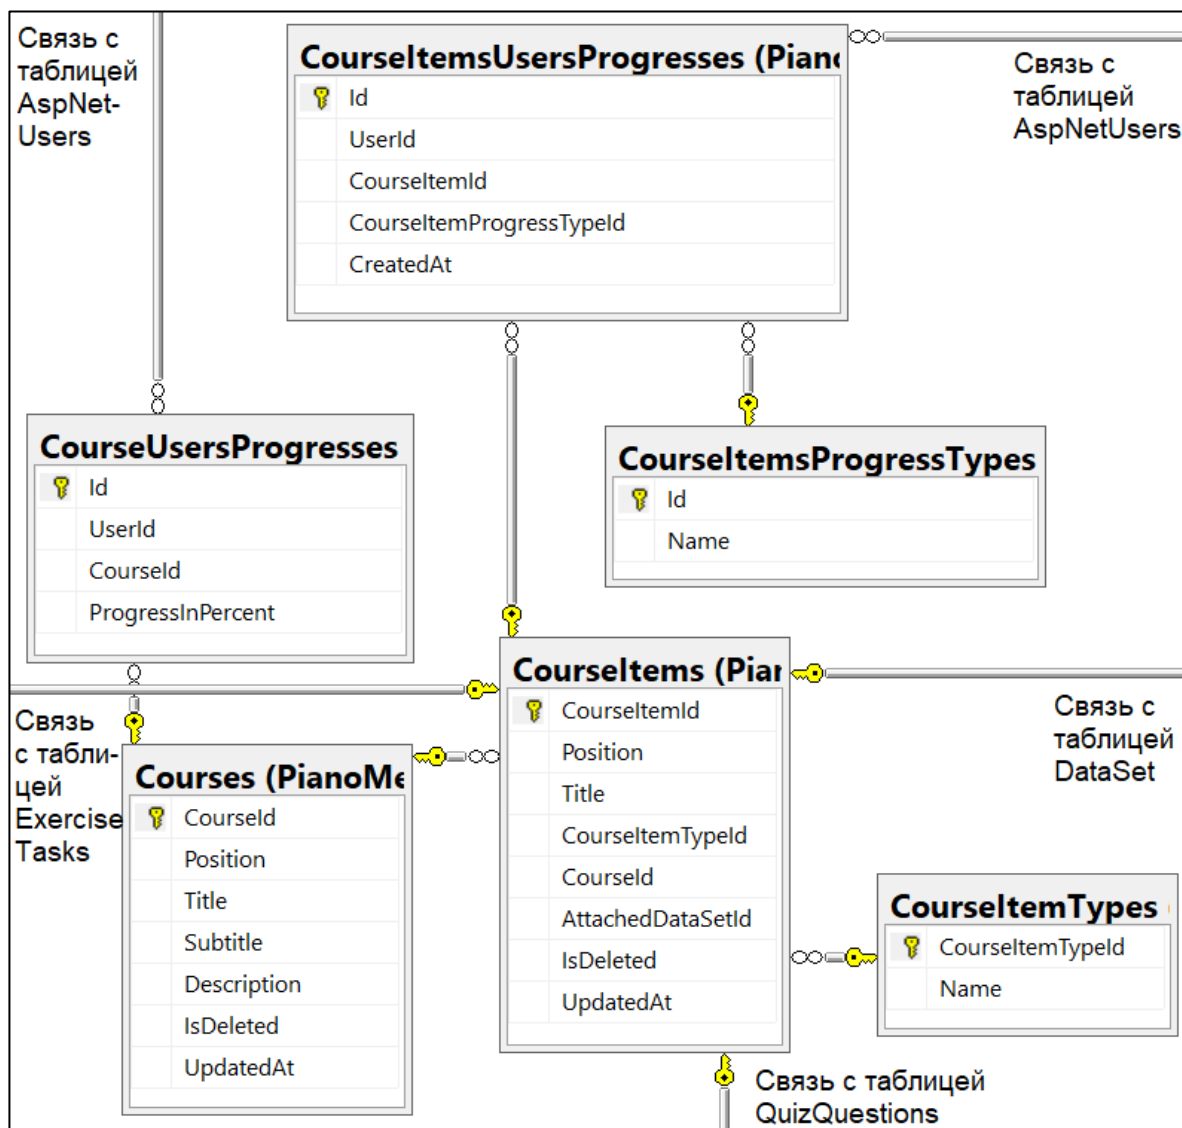 Связь с
таблицей
AspNet-
Users
CourseItemsUsersProgresses (Piano
Id
UserId
CourseItemId
CourseItemProgressTypeId
CreatedAt
Связь с
таблицей
AspNetUsers
CourseUsersProgresses
Id
UserId
CourseId
ProgressInPercent
CourseItemsProgressTypes
Id
Name
Связь
с табли-
цей
Exercise
Tasks
Courses (PianoMe
CourseId
Position
Title
Subtitle
Description
IsDeleted
UpdatedAt
CourseItems (Pian
CourseItemId
Position
Title
CourseItemTypeId
CourseId
AttachedDataSetId
IsDeleted
UpdatedAt
Связь с
таблицей
DataSet
CourseItemTypes (
CourseItemTypeId
Name
Связь с таблицей
QuizQuestions